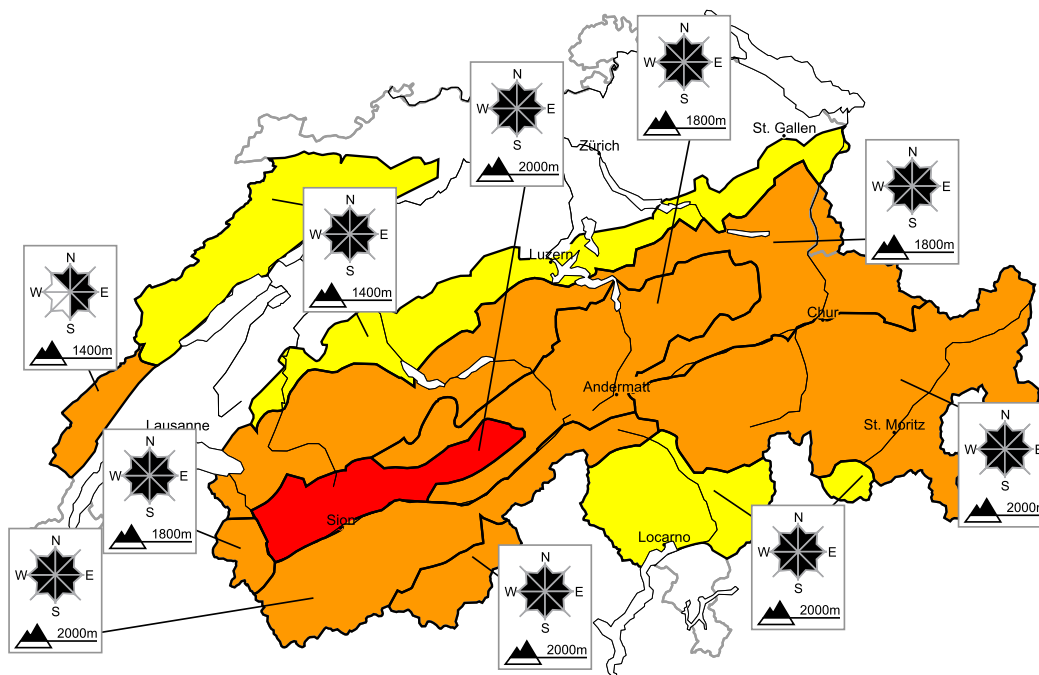 N
W E
S
1800m
N
W E
S
2000m
St. Gallen
Zürich
N
W E
S
1800m
N
W E
S
1400m
Luzern
N
W E
S
1400m
Chur
Andermatt
St. Moritz
Lausanne
N
W E
S
1800m
N
W E
S
2000m
Sion
Locarno
N
W E
S
2000m
N
W E
S
2000m
N
W E
S
2000m